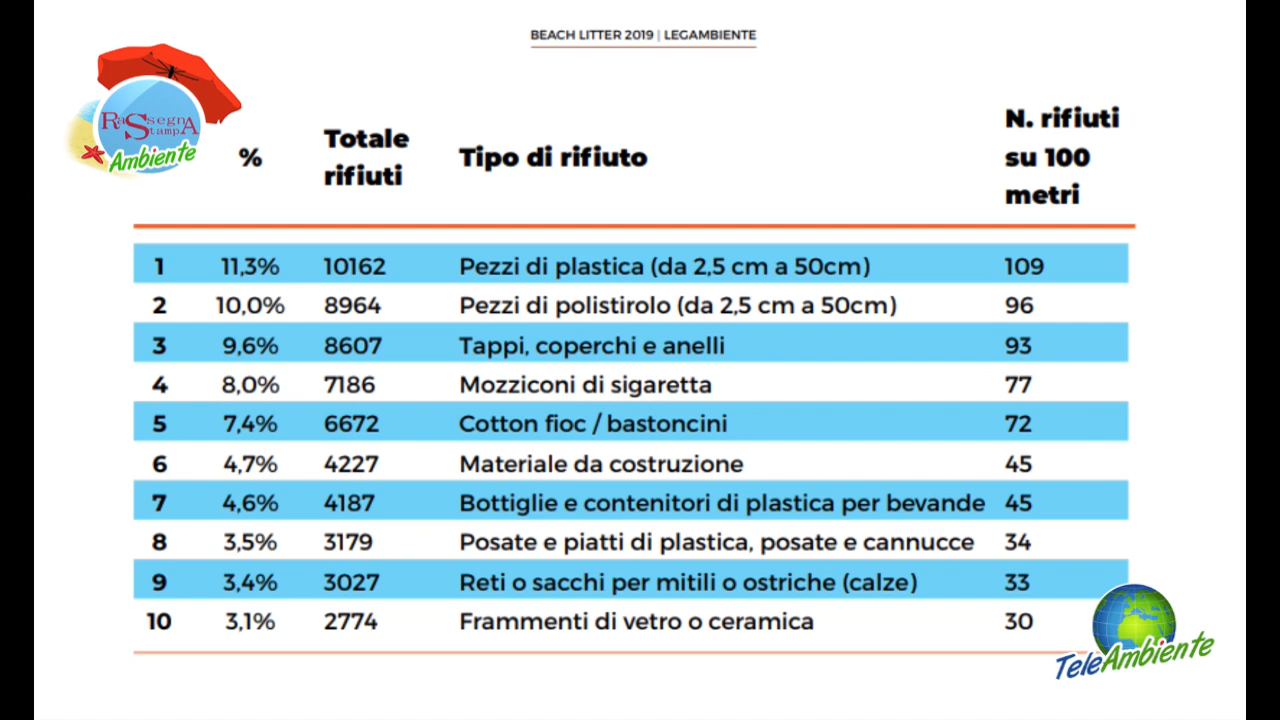 BEACH LITTER 2019 | LEGAMBIENTE
RaSsegnA
StampA
Ambiente
% Totale rifiuti Tipo di rifiuto N. rifiuti su 100 metri
1 11,3% 10162 Pezzi di plastica (da 2,5 cm a 50cm) 109
2 10,0% 8964 Pezzi di polistirolo (da 2,5 cm a 50cm) 96
3 9,6% 8607 Tappi, coperchi e anelli 93
4 8,0% 7186 Mozziconi di sigaretta 77
5 7,4% 6672 Cotton fioc / bastoncini 72
6 4,7% 4227 Materiale da costruzione 45
7 4,6% 4187 Bottiglie e contenitori di plastica per bevande 45
8 3,5% 3179 Posate e piatti di plastica, posate e cannucce 34
9 3,4% 3027 Reti o sacchi per mitili o ostriche (calze) 33
10 3,1% 2774 Frammenti di vetro o ceramica 30
TeleAmbiente